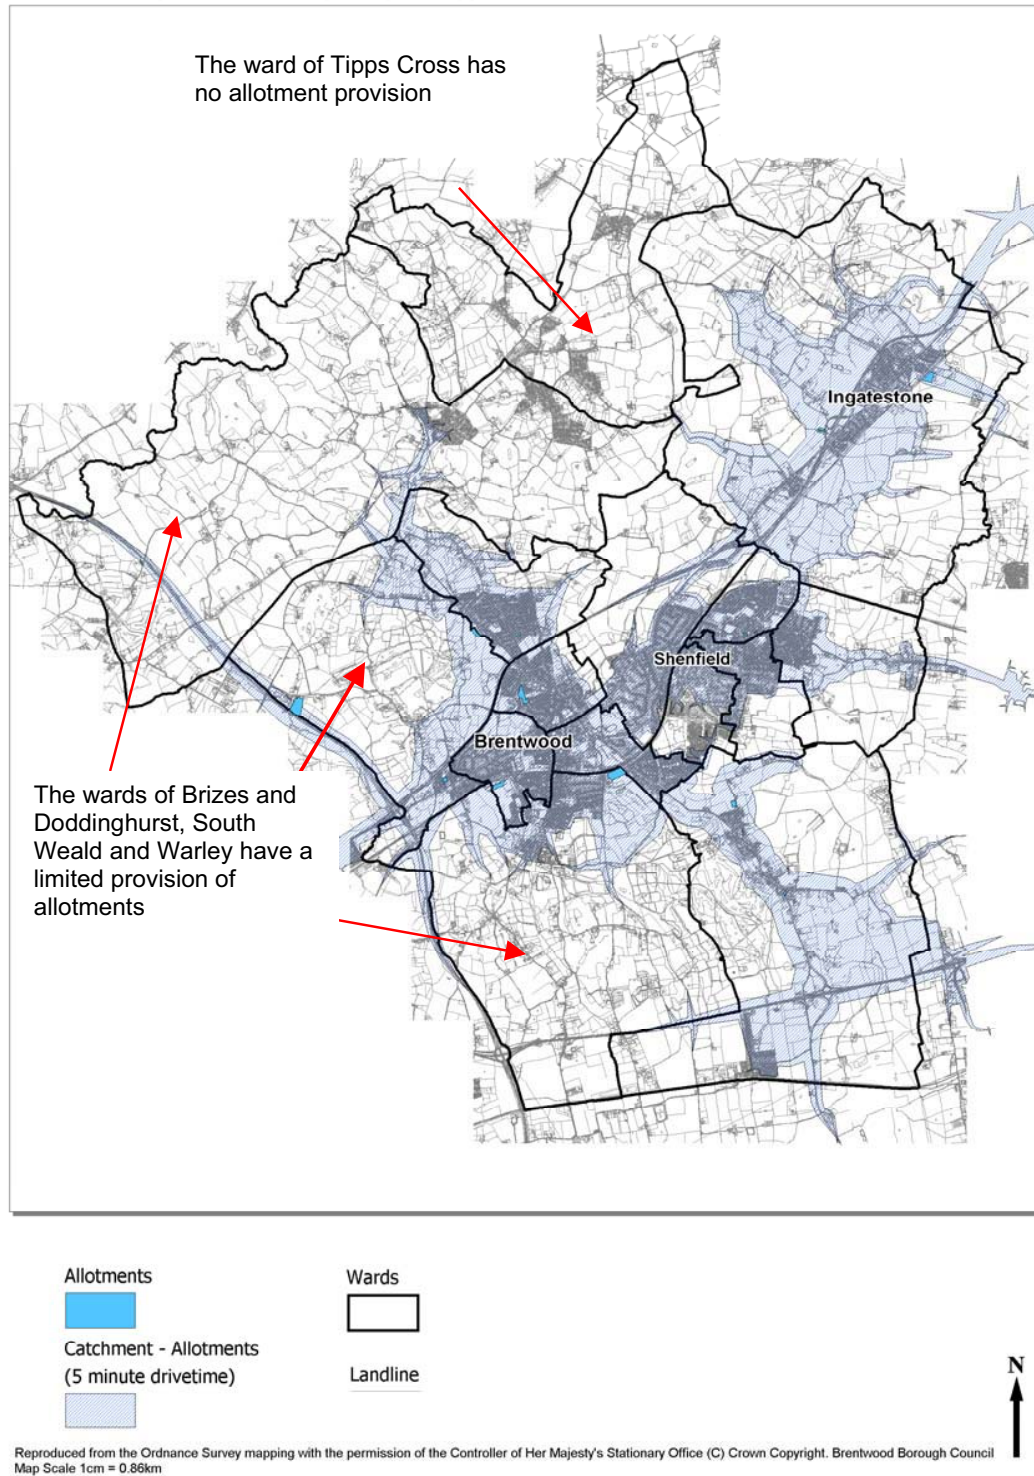 The ward of Tipps Cross has
no allotment provision
Ingatestone
Shenfield
Brentwood
The wards of Brizes and
Doddinghurst, South
Weald and Warley have a
limited provision of
allotments
Allotments
Wards
Catchment - Allotments
(5 minute drivetime)
Landline
N
Reproduced from the Ordnance Survey mapping with the permission of the Controller of Her Majesty's Stationary Office (C) Crown Copyright. Brentwood Borough Council
Map Scale 1cm = 0.86km